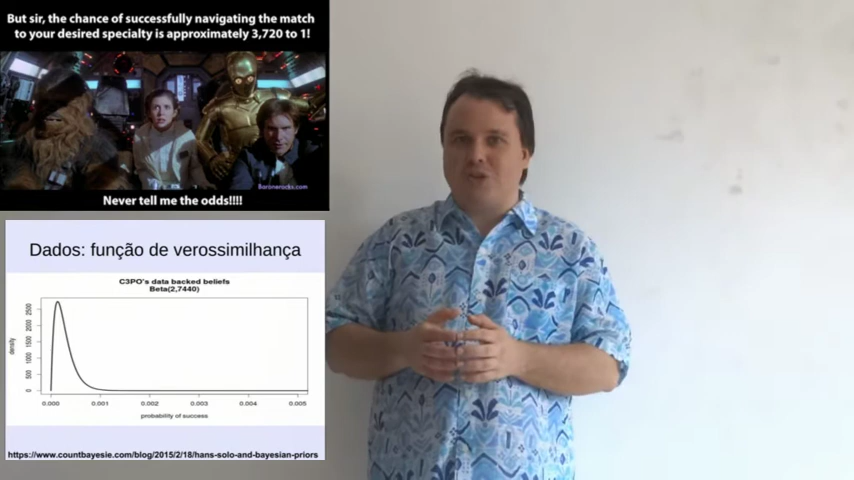 But sir, the chance of successfully navigating the match
to your desired specialty is approximately 3,720 to 1!
Baronerocks.com
Never tell me the odds!!!!
Dados: função de verossimilhança
C3PO's data backed beliefs
Beta(2,7440)
density
2500
2000
1500
1000
500
0
0.000 0.001 0.002 0.003 0.004 0.005
probability of success
https://www.countbayesie.com/blog/2015/2/18/hans-solo-and-bayesian-priors